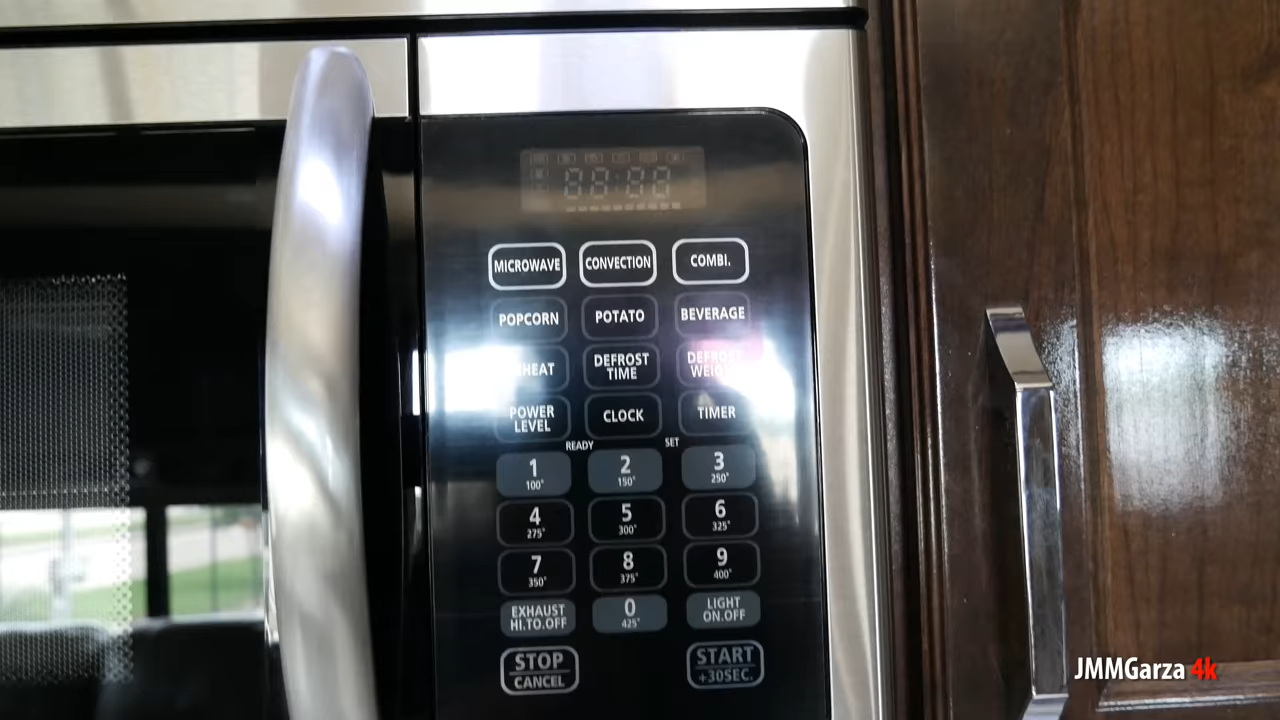 MICROWAVE CONVECTION COMBI.
POPCORN POTATO BEVERAGE
HEAT DEFROST TIME DEFROST
POWER LEVEL CLOCK TIMER
READY SET
1 2 3
100° 150° 250°
4 5 6
275° 300° 325°
7 8 9
350° 375° 400°
EXHAUST HI.TO.OFF 0 425° LIGHT ON.OFF
STOP START
CANCEL +30SEC.
JMMGarza 4k